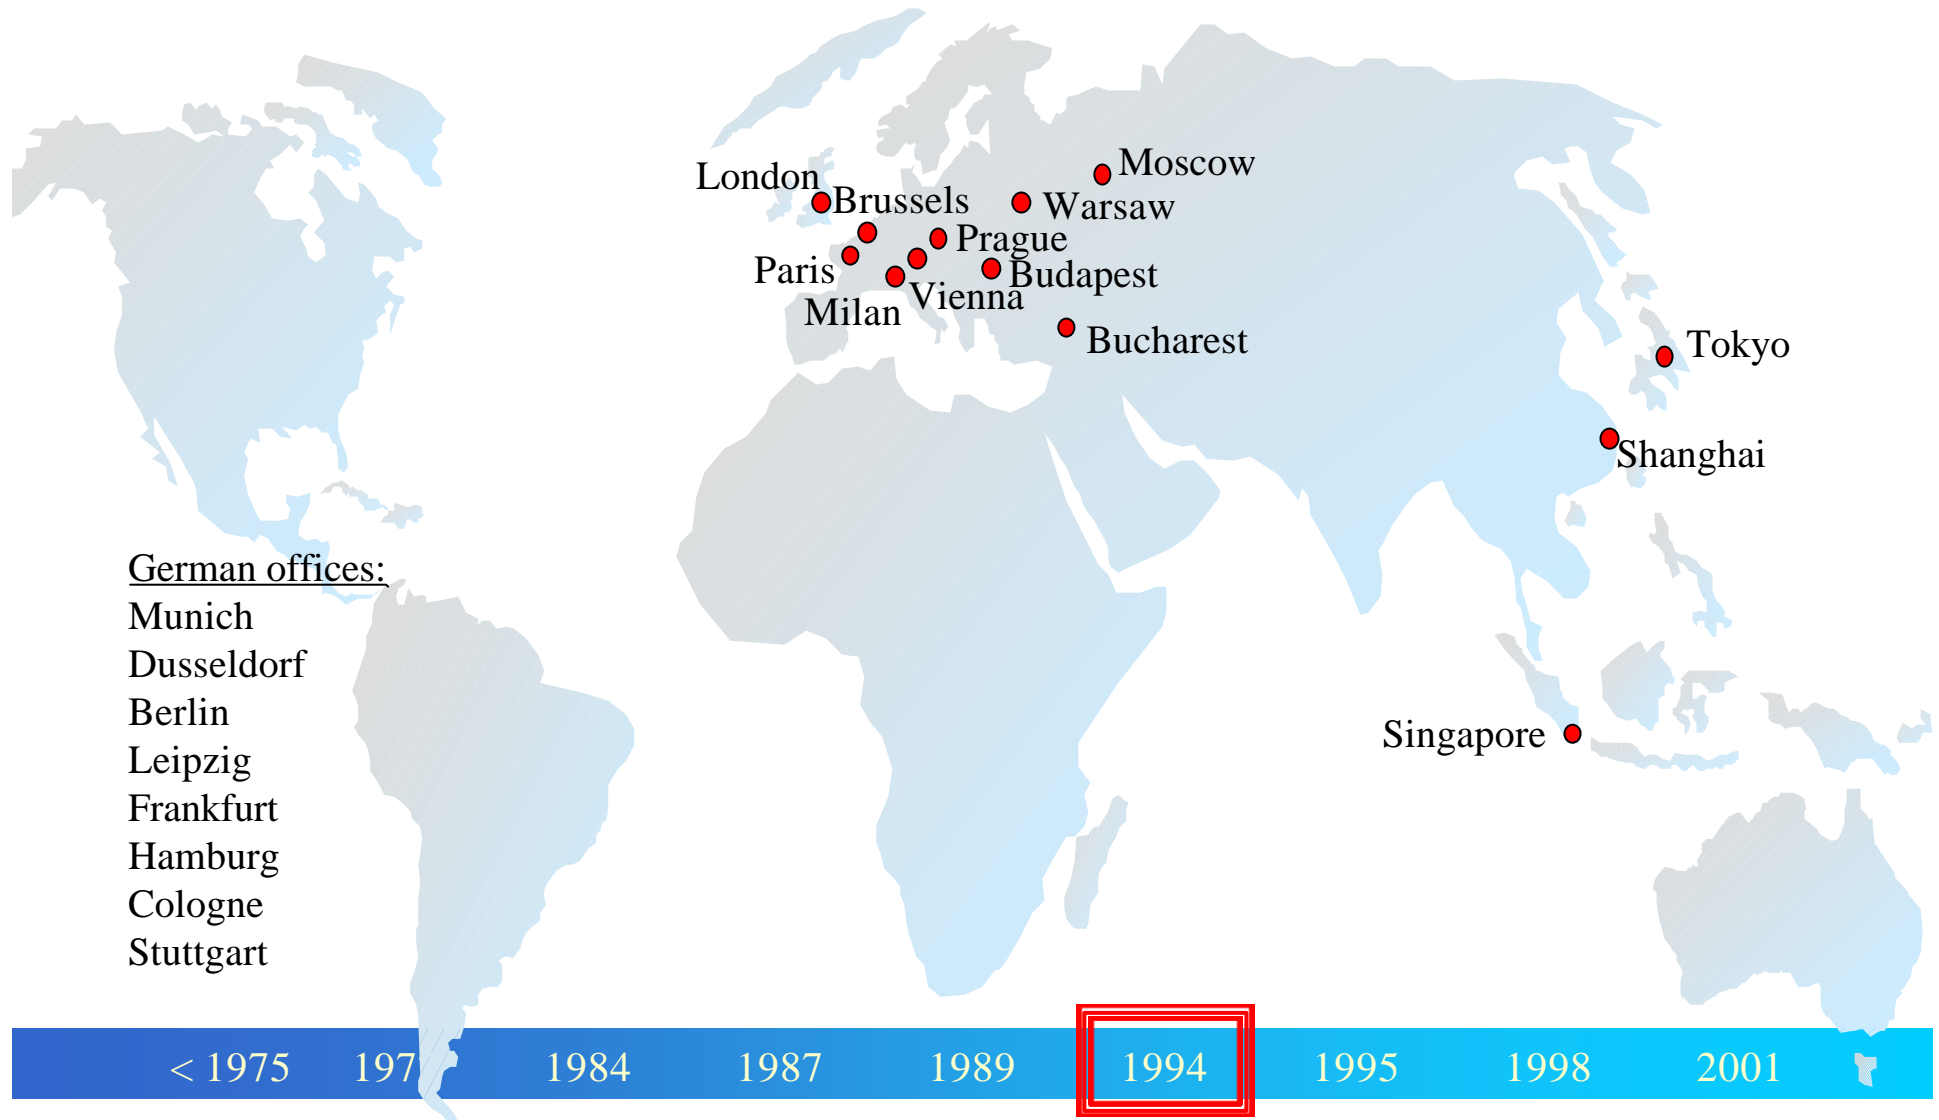 London
Moscow
Brussels
Warsaw
Prague
Paris
Budapest
Vienna
Milan
Bucharest
Tokyo
Shanghai
Singapore
German offices:
Munich
Dusseldorf
Berlin
Leipzig
Frankfurt
Hamburg
Cologne
Stuttgart
< 1975 1984 1987 1989 1994 1995 1998 2001